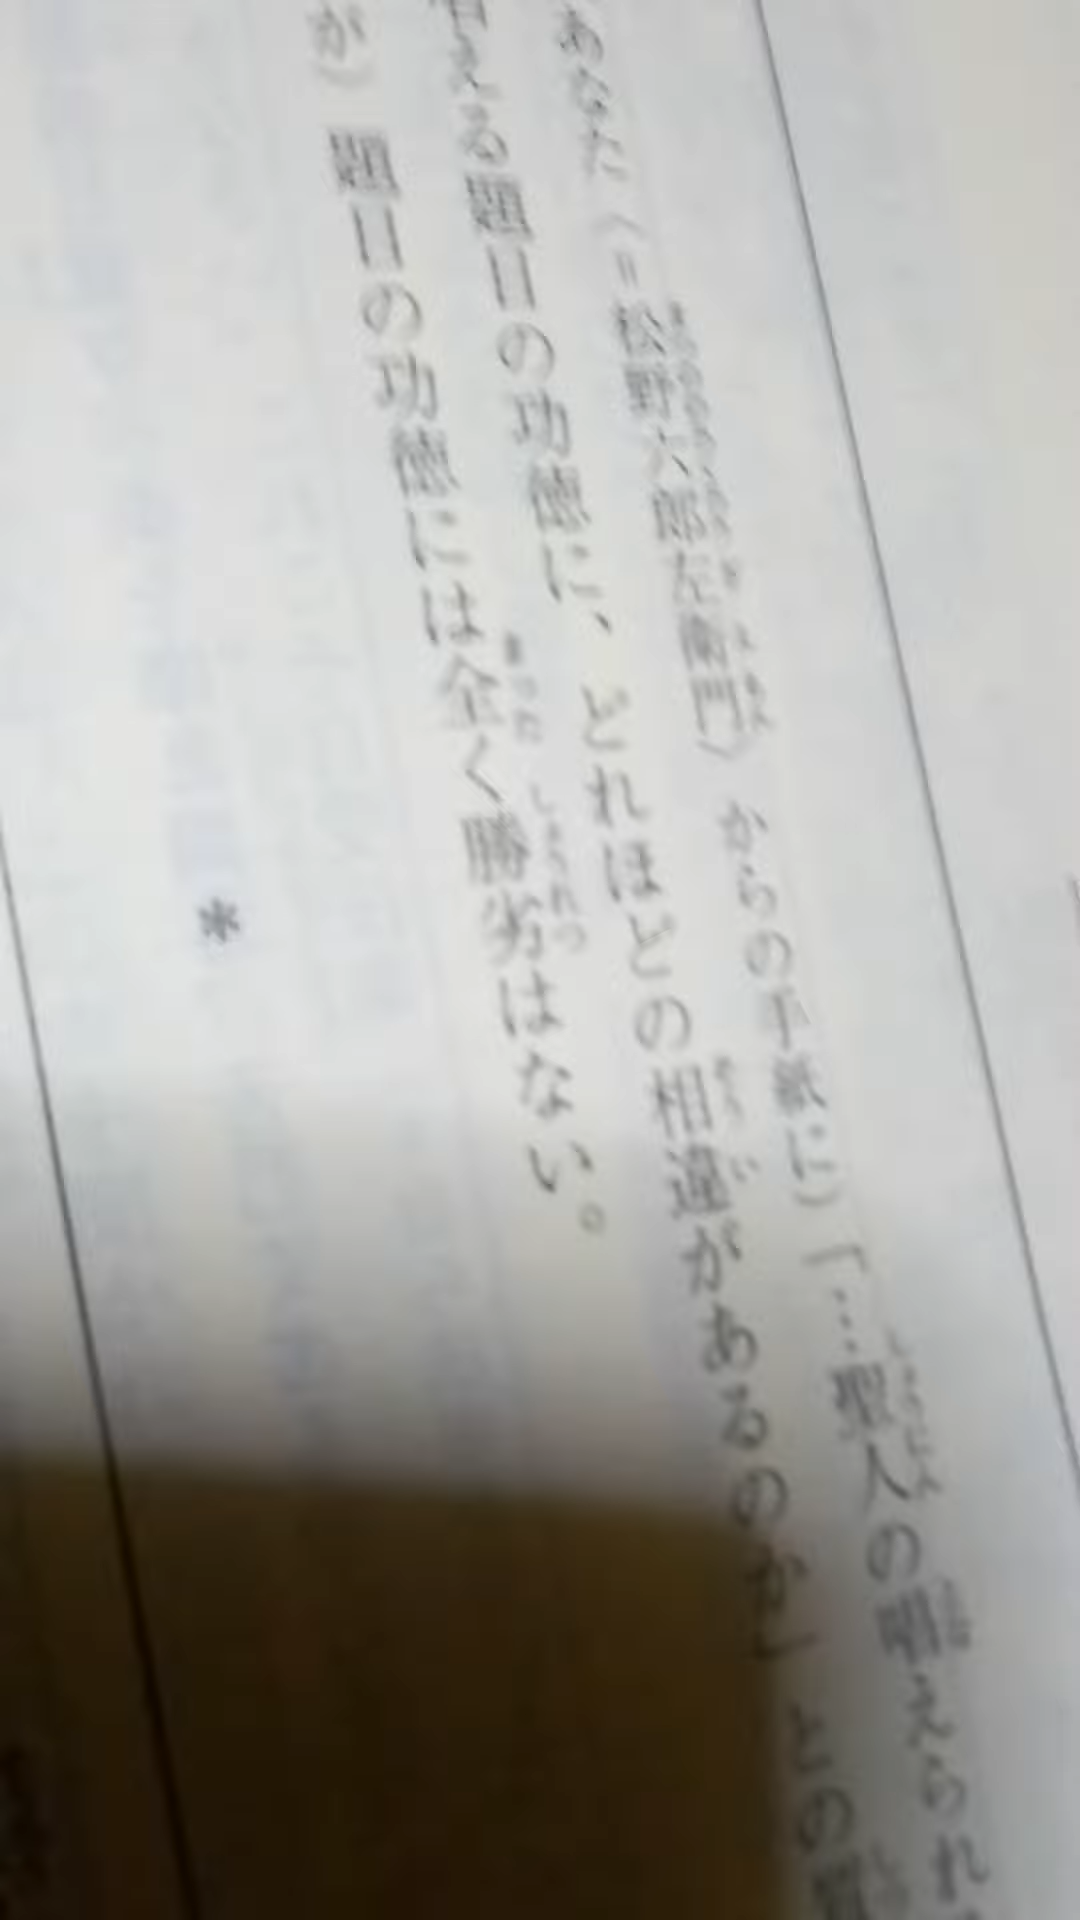 あなた〈=松野六郎左衛門〉からの手紙に)「…聖人の唱えられ
える題目の功徳に、どれほどの相違があるのか」との
が)題目の功徳には全く勝劣はない。
*